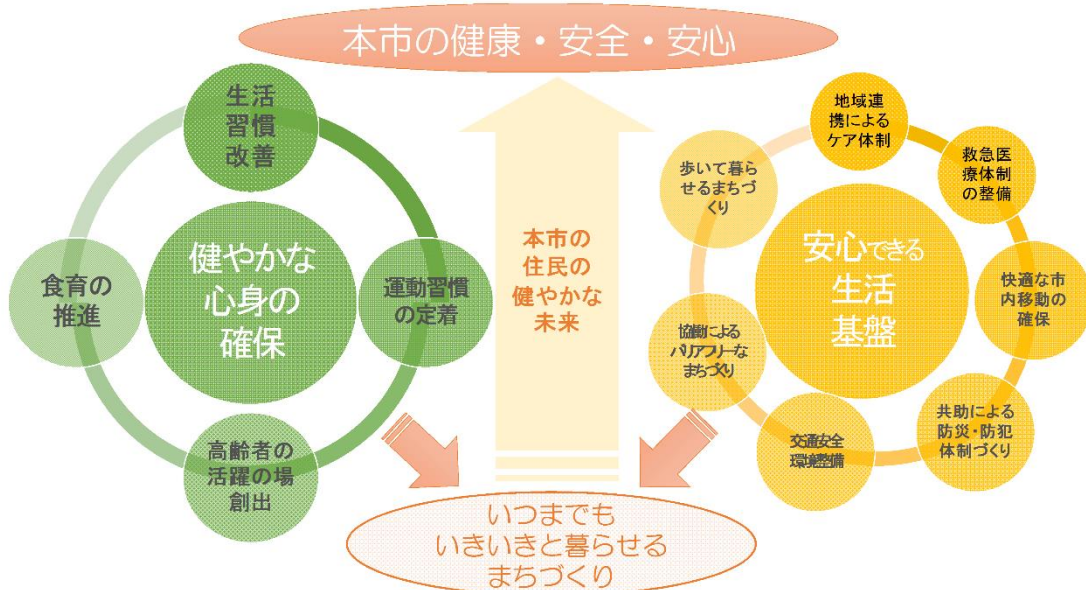 本市の健康・安全・安心
生活
習慣
改善
健やかな
心身の
確保
運動習慣
の定着
高齢者の
活躍の場
創出
食育の
推進
本市の
住民の
健やかな
未来
地域連
携による
ケア体制
救急医
療体制
の整備
快適な市
内移動の
確保
共助による
防災・防犯
体制づくり
交通安全
環境整備
協働による
バリアフリーな
まちづくり
歩いて暮ら
せるまちづ
くり
安心できる
生活
基盤
いつまでも
いきいきと暮らせる
まちづくり